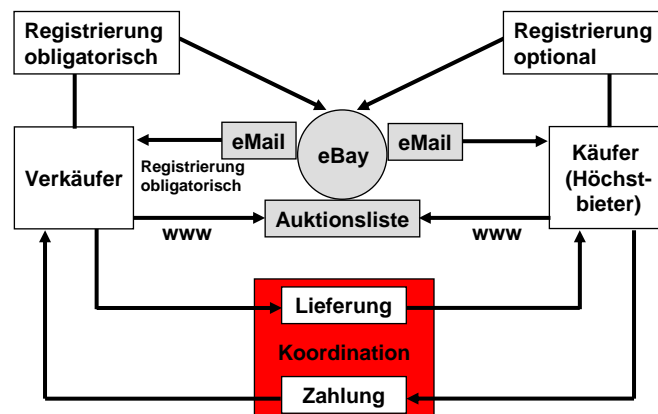 Registrierung
obligatorisch
Registrierung
optional
eMail
eBay
eMail
Verkäufer
Registrierung
obligatorisch
Käufer
(Höchst-
bieter)
Auktionsliste
www
www
Lieferung
Koordination
Zahlung